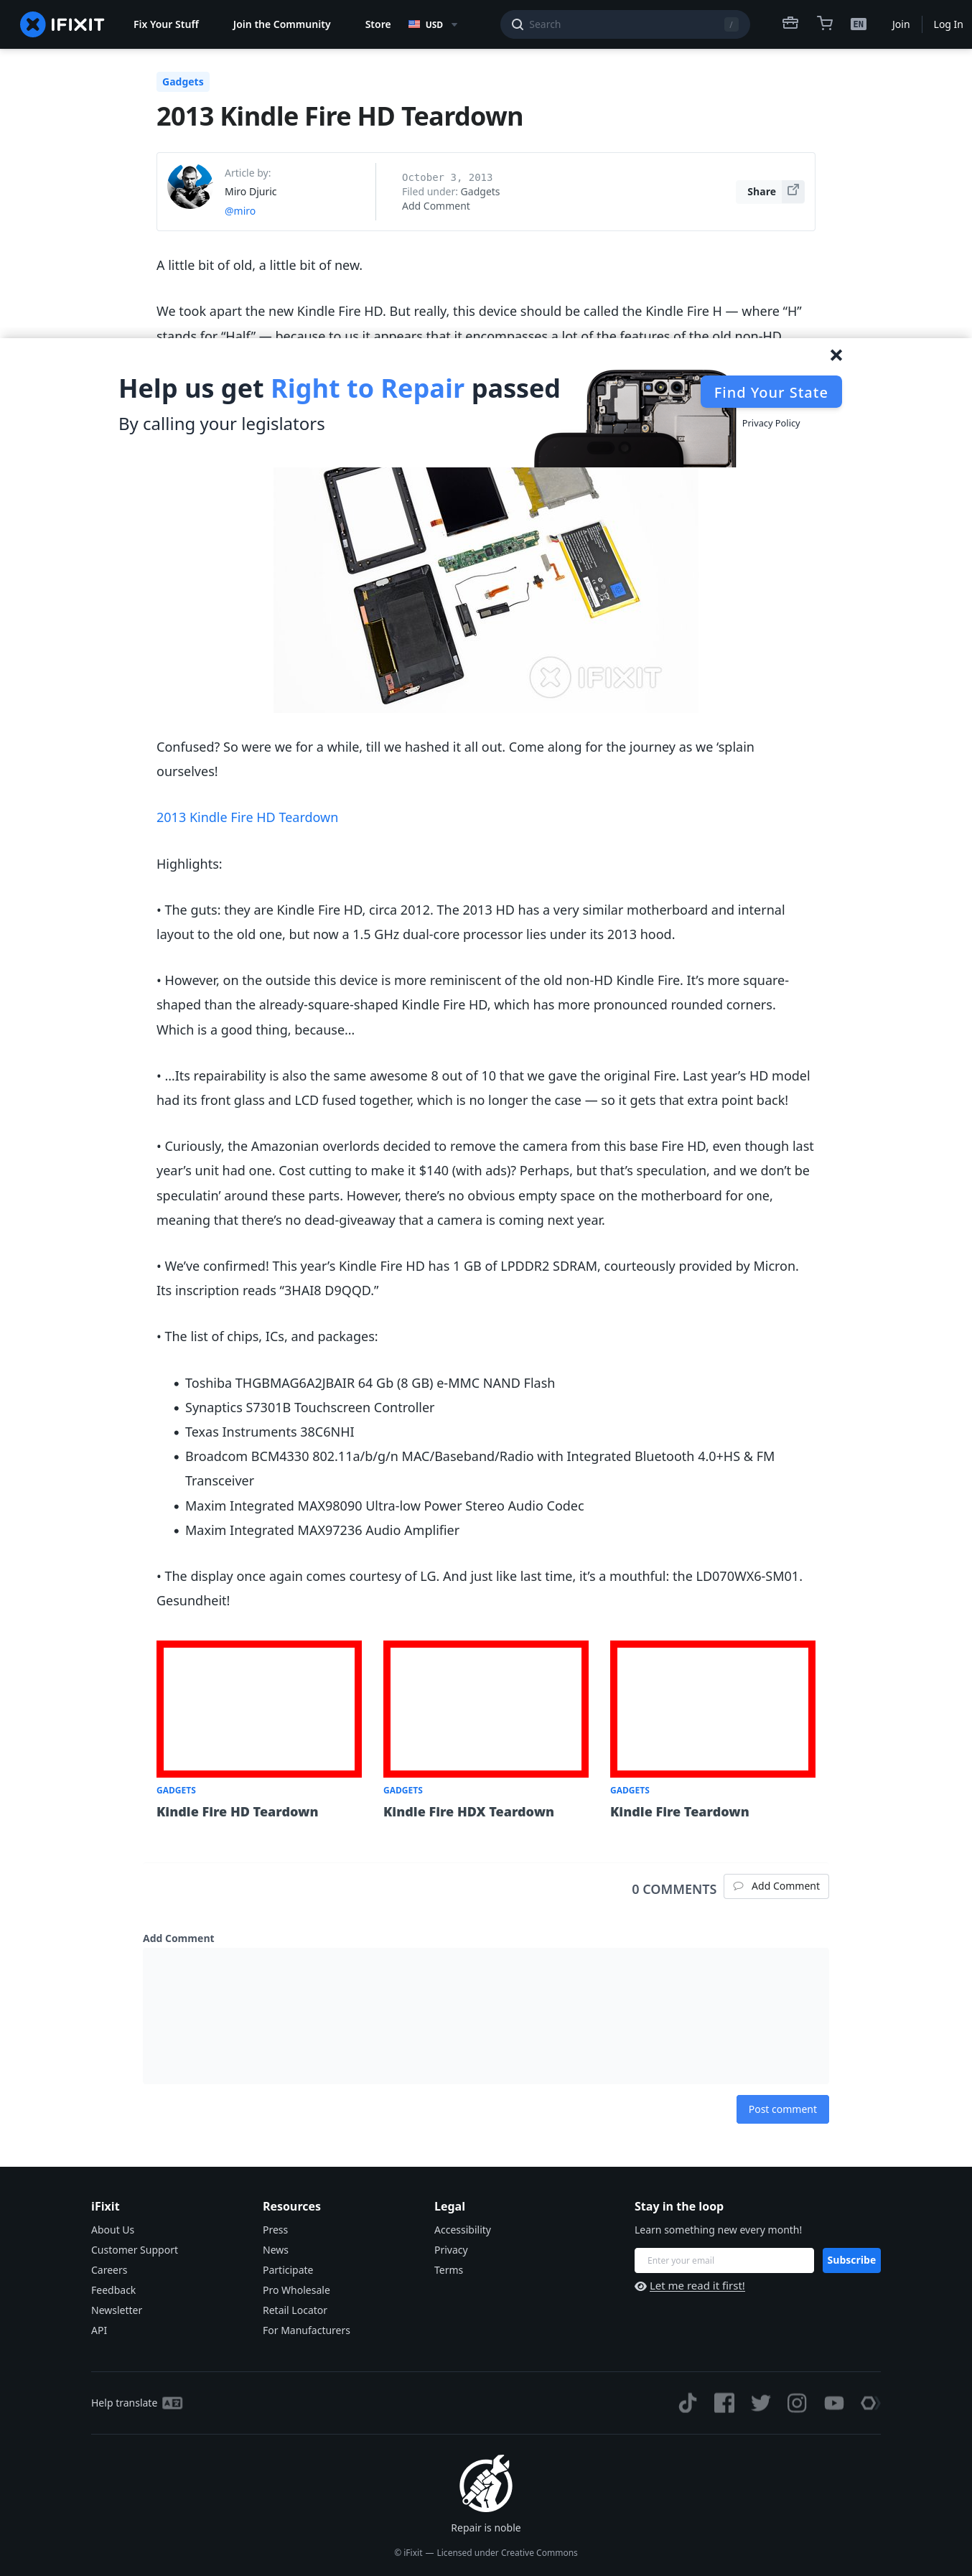 IFIXIT
Fix Your Stuff
Join the Community
Store
USD
Search
/
EN
Join
Log In
Gadgets
2013 Kindle Fire HD Teardown
Article by:
Miro Djuric
@miro
October 3, 2013
Filed under: Gadgets
Add Comment
Share
A little bit of old, a little bit of new.
We took apart the new Kindle Fire HD. But really, this device should be called the Kindle Fire H — where “H”
stands for “Half” — because to us it appears that it encompasses a lot of the features of the old non-HD
Help us get Right to Repair passed
By calling your legislators
Find Your State
Privacy Policy
IFIXIT
Confused? So were we for a while, till we hashed it all out. Come along for the journey as we ‘splain
ourselves!
2013 Kindle Fire HD Teardown
Highlights:
• The guts: they are Kindle Fire HD, circa 2012. The 2013 HD has a very similar motherboard and internal
layout to the old one, but now a 1.5 GHz dual-core processor lies under its 2013 hood.
• However, on the outside this device is more reminiscent of the old non-HD Kindle Fire. It’s more square-
shaped than the already-square-shaped Kindle Fire HD, which has more pronounced rounded corners.
Which is a good thing, because…
• …Its repairability is also the same awesome 8 out of 10 that we gave the original Fire. Last year’s HD model
had its front glass and LCD fused together, which is no longer the case — so it gets that extra point back!
• Curiously, the Amazonian overlords decided to remove the camera from this base Fire HD, even though last
year’s unit had one. Cost cutting to make it $140 (with ads)? Perhaps, but that’s speculation, and we don’t be
speculatin’ around these parts. However, there’s no obvious empty space on the motherboard for one,
meaning that there’s no dead-giveaway that a camera is coming next year.
• We’ve confirmed! This year’s Kindle Fire HD has 1 GB of LPDDR2 SDRAM, courteously provided by Micron.
Its inscription reads “3HAI8 D9QQD.”
• The list of chips, ICs, and packages:
• Toshiba THGBMAG6A2JBAIR 64 Gb (8 GB) e-MMC NAND Flash
• Synaptics S7301B Touchscreen Controller
• Texas Instruments 38C6NHI
• Broadcom BCM4330 802.11a/b/g/n MAC/Baseband/Radio with Integrated Bluetooth 4.0+HS & FM
Transceiver
• Maxim Integrated MAX98090 Ultra-low Power Stereo Audio Codec
• Maxim Integrated MAX97236 Audio Amplifier
• The display once again comes courtesy of LG. And just like last time, it’s a mouthful: the LD070WX6-SM01.
Gesundheit!
GADGETS
Kindle Fire HD Teardown
GADGETS
Kindle Fire HDX Teardown
GADGETS
Kindle Fire Teardown
0 COMMENTS
Add Comment
Add Comment
Post comment
iFixit
About Us
Customer Support
Careers
Feedback
Newsletter
API
Resources
Press
News
Participate
Pro Wholesale
Retail Locator
For Manufacturers
Legal
Accessibility
Privacy
Terms
Stay in the loop
Learn something new every month!
Enter your email
Subscribe
Let me read it first!
Help translate
Repair is noble
© iFixit — Licensed under Creative Commons